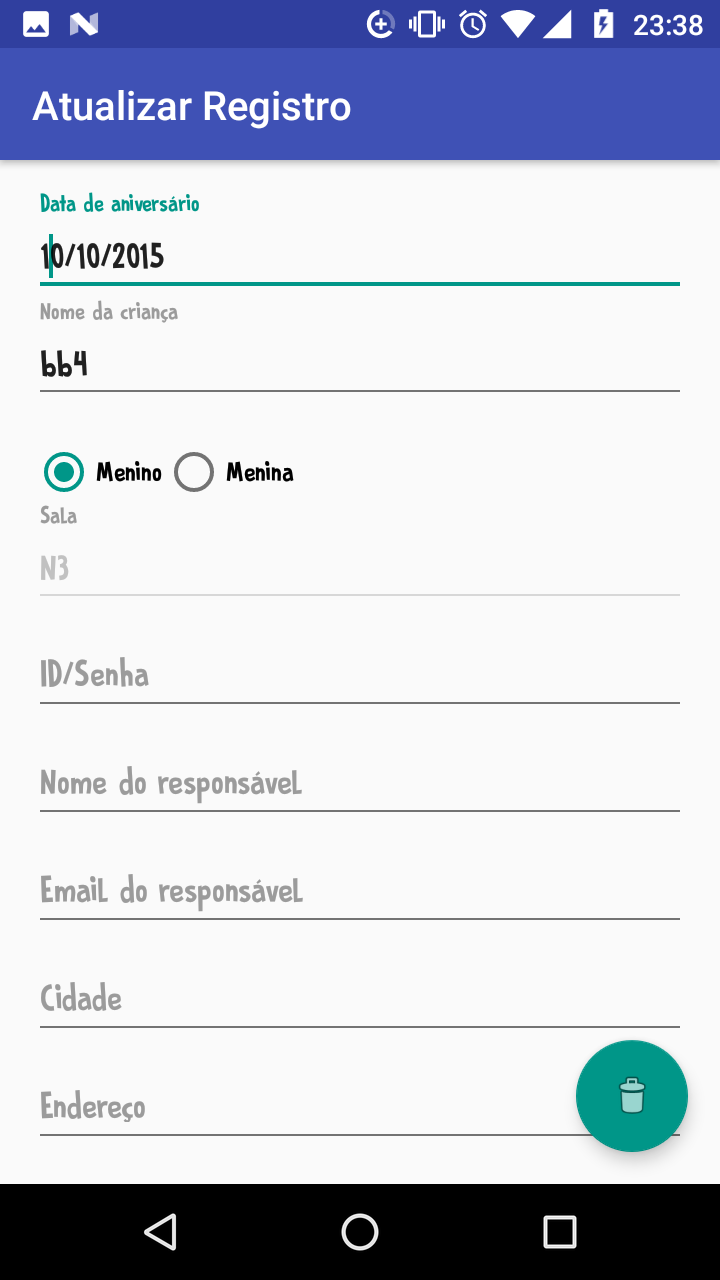 23:38
Atualizar Registro
Data de aniversário
10/10/2015
Nome da criança
bb4
Menino Menina
Sala
N3
ID/Senha
Nome do responsável
Email do responsável
Cidade
Endereço